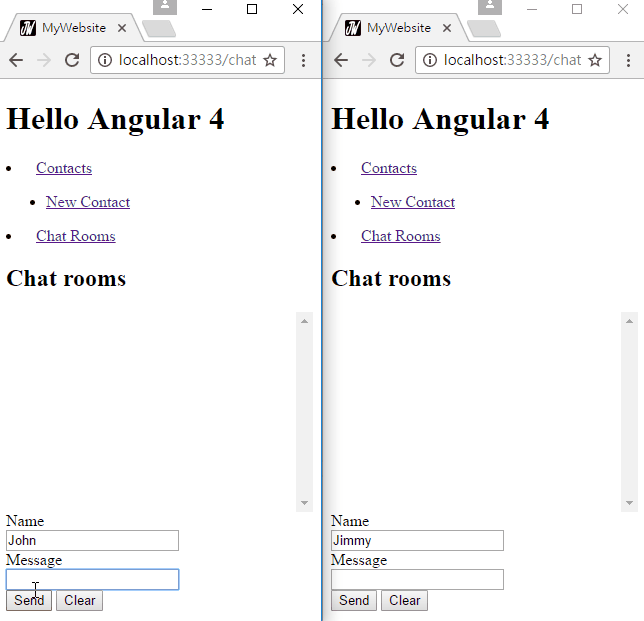 MyWebsite
localhost:33333/chat
Hello Angular 4
Contacts
New Contact
Chat Rooms
Chat rooms
Name
John
Message
Send Clear
MyWebsite
localhost:33333/chat
Hello Angular 4
Contacts
New Contact
Chat Rooms
Chat rooms
Name
Jimmy
Message
Send Clear